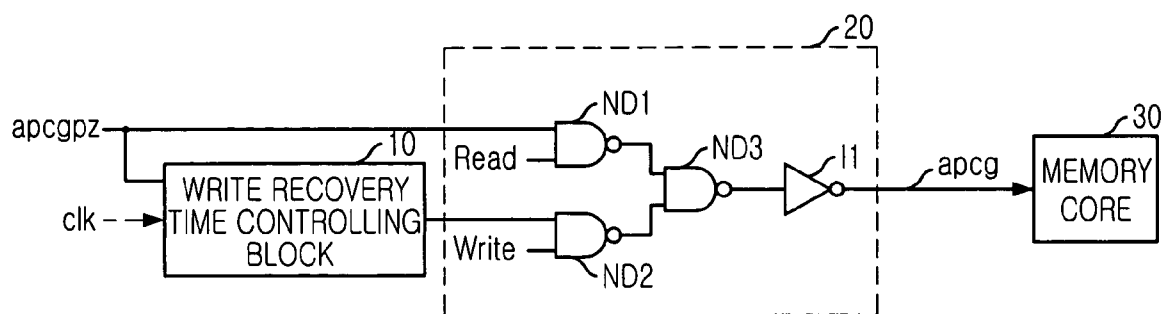 20
apcgpz
ND1
10
Read
ND3
I1
apcg
30
WRITE RECOVERY
TIME CONTROLLING
BLOCK
MEMORY
CORE
clk
Write
ND2